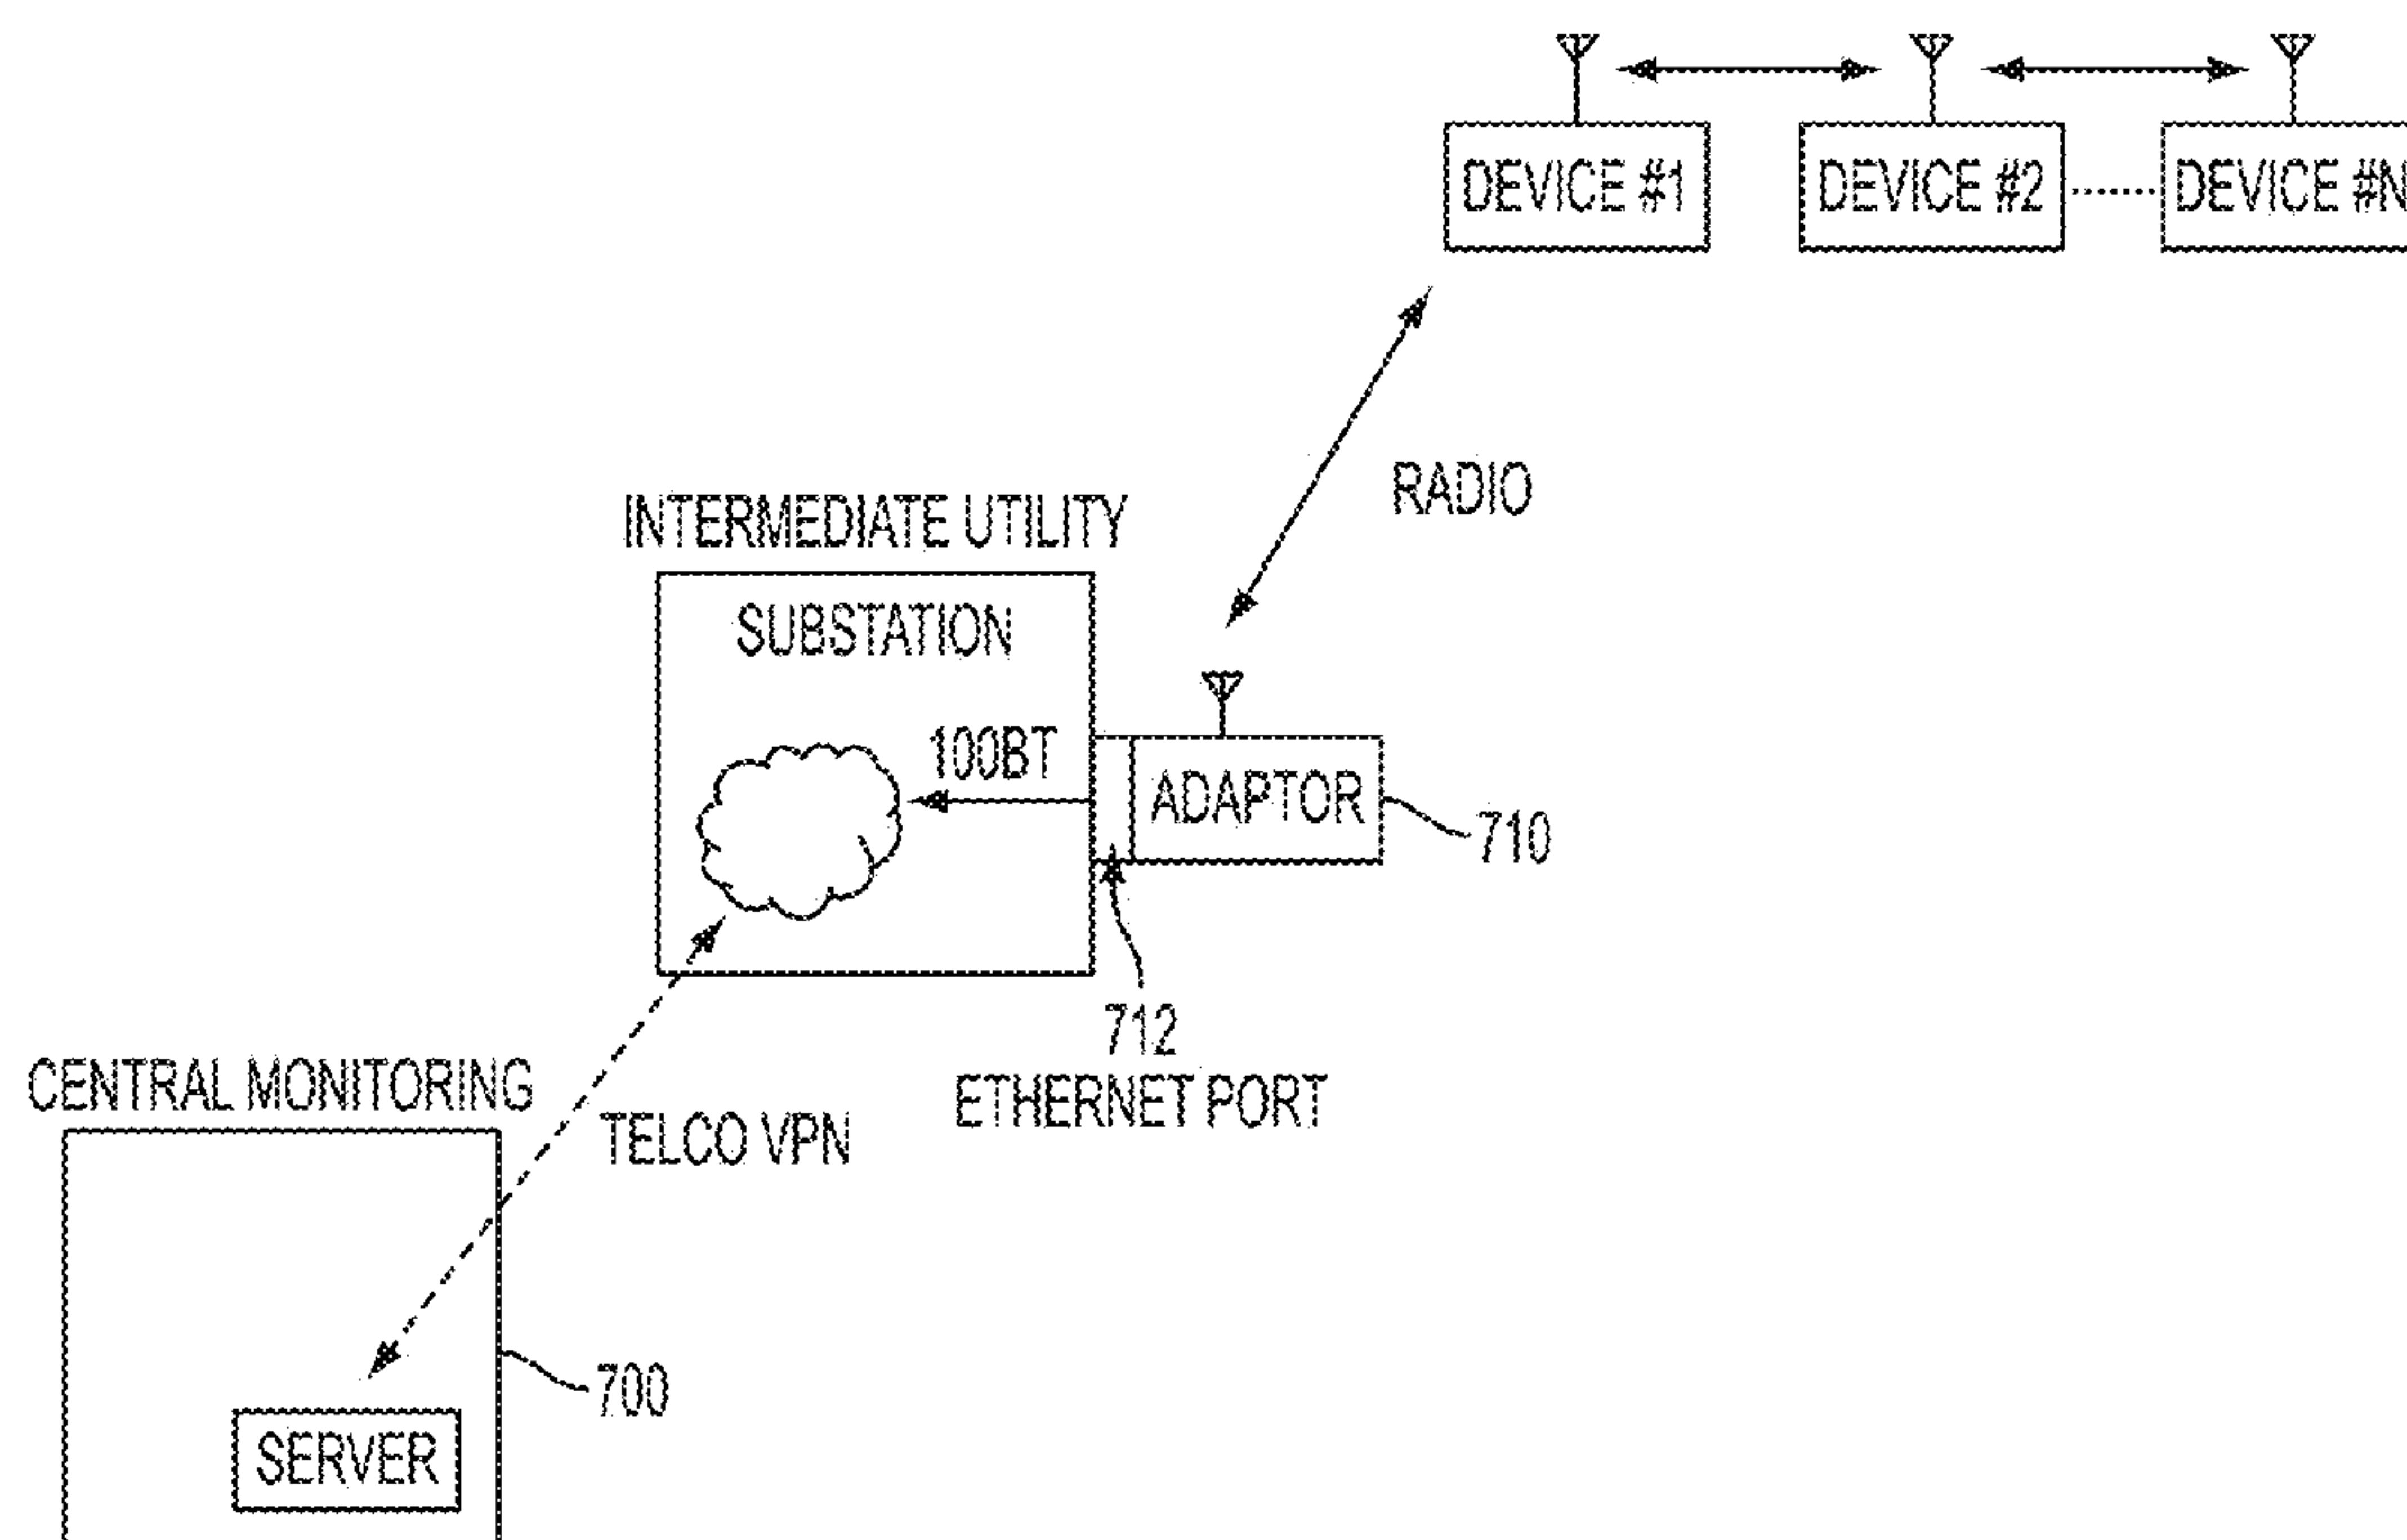 DEVICE #1
DEVICE #2
DEVICE #N
RADIO
INTERMEDIATE UTILITY
SUBSTATION
100BT
ADAPTOR
710
712
ETHERNET PORT
CENTRAL MONITORING
TELCO VPN
700
SERVER